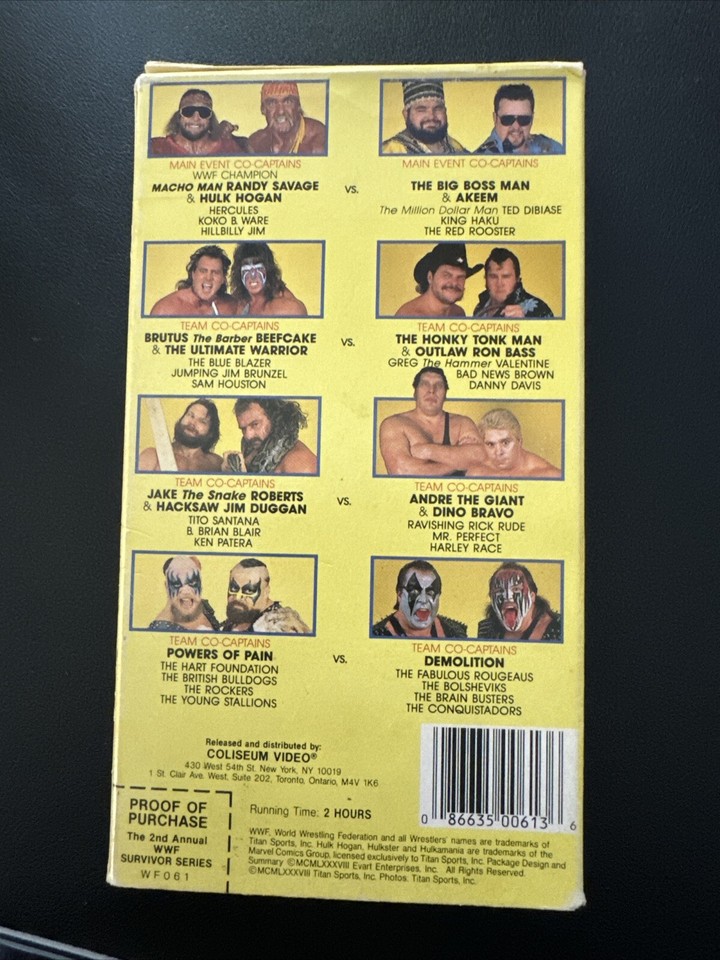 MAIN EVENT CO-CAPTAINS
WWF CHAMPION
MACHO MAN RANDY SAVAGE
& HULK HOGAN
HERCULES
KOKO B. WARE
HILLBILLY JIM
vs.
MAIN EVENT CO-CAPTAINS
THE BIG BOSS MAN
& AKEEM
The Million Dollar Man TED DIBIASE
KING HAKU
THE RED ROOSTER
TEAM CO-CAPTAINS
BRUTUS The Barber BEEFCAKE
& THE ULTIMATE WARRIOR
THE BLUE BLAZER
JUMPING JIM BRUNZEL
SAM HOUSTON
vs.
TEAM CO-CAPTAINS
THE HONKY TONK MAN
& OUTLAW RON BASS
GREG The Hammer VALENTINE
BAD NEWS BROWN
DANNY DAVIS
TEAM CO-CAPTAINS
JAKE The Snake ROBERTS
& HACKSAW JIM DUGGAN
TITO SANTANA
B. BRIAN BLAIR
KEN PATERA
vs.
TEAM CO-CAPTAINS
ANDRE THE GIANT
& DINO BRAVO
RAVISHING RICK RUDE
MR. PERFECT
HARLEY RACE
TEAM CO-CAPTAINS
POWERS OF PAIN
THE HART FOUNDATION
THE BRITISH BULLDOGS
THE ROCKERS
THE YOUNG STALLIONS
vs.
TEAM CO-CAPTAINS
DEMOLITION
THE FABULOUS ROUGEAUS
THE BOLSHEVIKS
THE BRAIN BUSTERS
THE CONQUISTADORS
Released and distributed by:
COLISEUM VIDEO®
430 West 54th St. New York, NY 10019
1 St. Clair Ave. West, Suite 202, Toronto, Ontario, M4V 1K6
PROOF OF
PURCHASE
The 2nd Annual
WWF
SURVIVOR SERIES
WF061
Running Time: 2 HOURS
0 86635 00613 6
WWF, World Wrestling Federation and all Wrestlers' names are trademarks of
Titan Sports, Inc. Hulk Hogan, Hulkster and Hulkamania are trademarks of the
Marvel Comics Group, licensed exclusively to Titan Sports, Inc. Package Design and
Summary ©MCMLXXXVIII Evart Enterprises, Inc. All Rights Reserved.
©MCMLXXXVIII Titan Sports, Inc. Photos: Titan Sports, Inc.